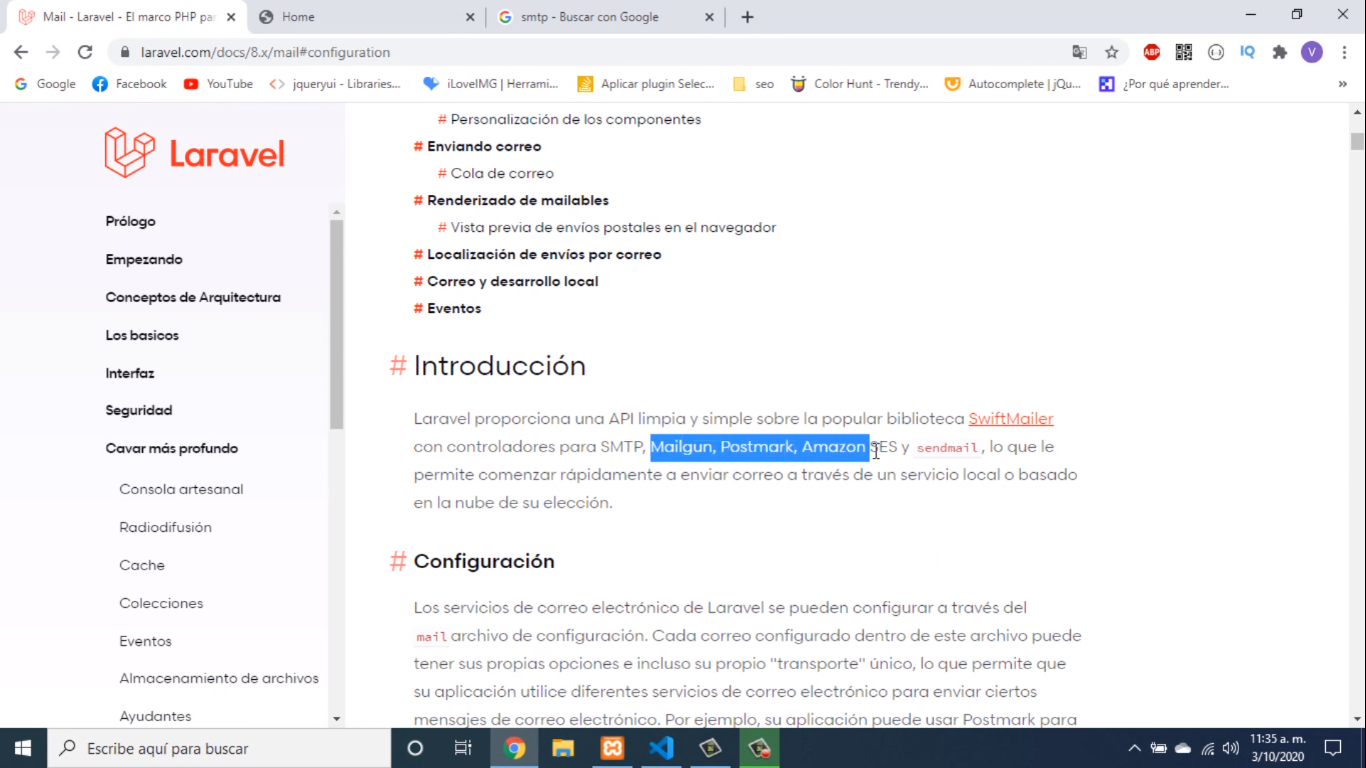 Mail - Laravel - El marco PHP par
Home
smtp - Buscar con Google
laravel.com/docs/8.x/mail#configuration
ABP
IQ
V
Google
Facebook
YouTube
jqueryui - Libraries...
iLoveIMG | Herrami...
Aplicar plugin Selec...
seo
Color Hunt - Trendy...
Autocomplete | jQu...
¿Por qué aprender...
»
Laravel
Prólogo
Empezando
Conceptos de Arquitectura
Los basicos
Interfaz
Seguridad
Cavar más profundo
Consola artesanal
Radiodifusión
Cache
Colecciones
Eventos
Almacenamiento de archivos
Ayudantes
# Personalización de los componentes
# Enviando correo
# Cola de correo
# Renderizado de mailables
# Vista previa de envíos postales en el navegador
# Localización de envíos por correo
# Correo y desarrollo local
# Eventos
# Introducción
Laravel proporciona una API limpia y simple sobre la popular biblioteca SwiftMailer
con controladores para SMTP, Mailgun, Postmark, Amazon SES y sendmail, lo que le
permite comenzar rápidamente a enviar correo a través de un servicio local o basado
en la nube de su elección.
# Configuración
Los servicios de correo electrónico de Laravel se pueden configurar a través del
mail archivo de configuración. Cada correo configurado dentro de este archivo puede
tener sus propias opciones e incluso su propio "transporte" único, lo que permite que
su aplicación utilice diferentes servicios de correo electrónico para enviar ciertos
mensajes de correo electrónico. Por ejemplo, su aplicación puede usar Postmark para
Escribe aquí para buscar
11:35 a. m.
3/10/2020